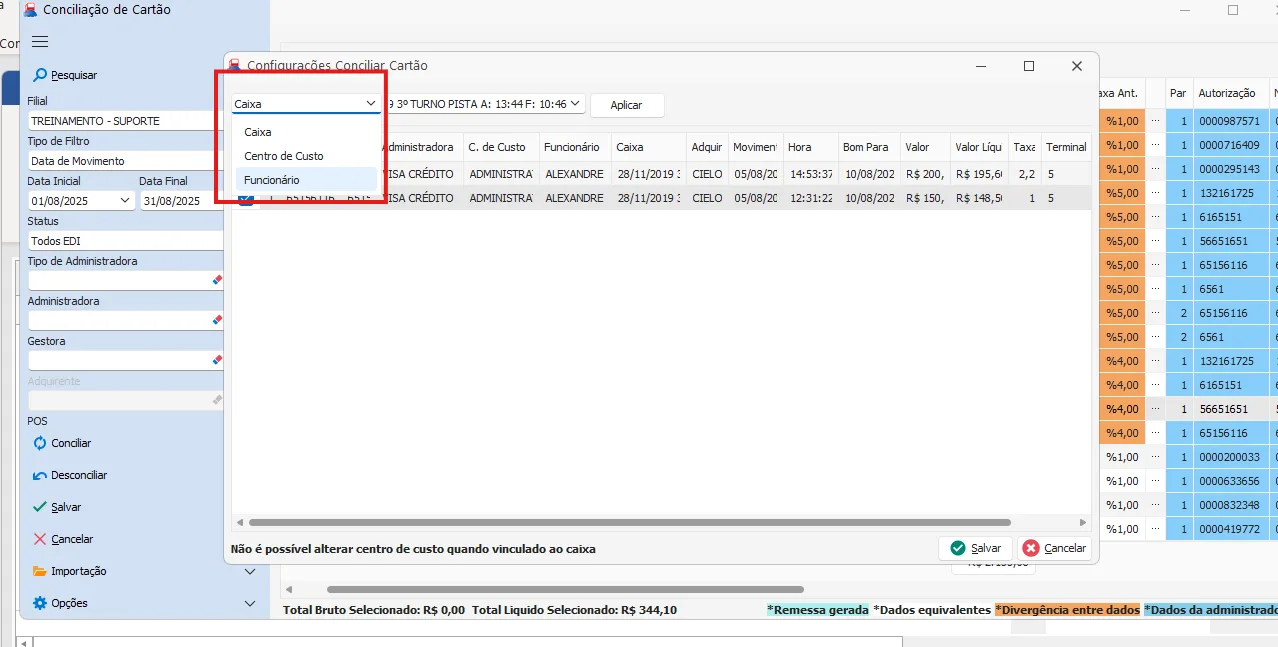 Conciliação de Cartão
Pesquisar
Filial
TREINAMENTO - SUPORTE
Tipo de Filtro
Data de Movimento
Data Inicial Data Final
01/08/2025 31/08/2025
Status
Todos EDI
Tipo de Administradora
Administradora
Gestora
Adquirente
POS
Conciliar
Desconciliar
Salvar
Cancelar
Importação
Opções
Configurações Conciliar Cartão
Caixa 9 3º TURNO PISTA A: 13:44 F: 10:46 Aplicar
Caixa
Centro de Custo
Funcionário
dministradora C. de Custo Funcionário Caixa Adquir Movimen Hora Bom Para Valor Valor Líqu Taxa Terminal
VISA CRÉDI ADMINISTRA ALEXANDRE 28/11/2019 3 CIELO 05/08/20 14:53:37 10/08/202 R$ 200, R$ 195,60 2,2 5
1 65156116 VISA CRÉDITO ADMINISTRA ALEXANDRE 28/11/2019 3 CIELO 05/08/20 12:31:22 10/08/202 R$ 150, R$ 148,50 1 5
Não é possível alterar centro de custo quando vinculado ao caixa
Salvar Cancelar
axa Ant. Par Autorização
%1,00 ... 1 0000987571
%1,00 ... 1 0000716409
%1,00 ... 1 0000295143
%5,00 ... 1 132161725
%5,00 ... 1 6165151
%5,00 ... 1 56651651
%5,00 ... 1 65156116
%5,00 ... 1 6561
%5,00 ... 2 65156116
%5,00 ... 2 6561
%4,00 ... 1 132161725
%4,00 ... 1 6165151
%4,00 ... 1 56651651
%4,00 ... 1 65156116
%1,00 ... 1 0000200033
%1,00 ... 1 0000633656
%1,00 ... 1 0000832348
%1,00 ... 1 0000419772
Total Bruto Selecionado: R$ 0,00 Total Liquido Selecionado: R$ 344,10 *Remessa gerada *Dados equivalentes *Divergência entre dados *Dados da administrado